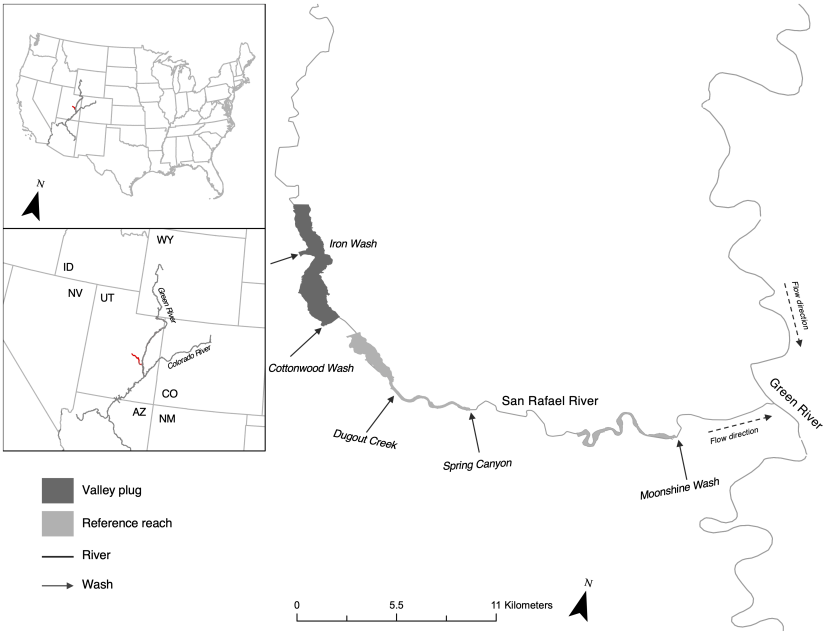 N
WY
ID
NV
UT
Green River
Colorado River
CO
AZ
NM
Iron Wash
Cottonwood Wash
Dugout Creek
Spring Canyon
San Rafael River
Moonshine Wash
Flow direction
Flow direction
Green River
Valley plug
Reference reach
River
Wash
0 5.5 11 Kilometers
N